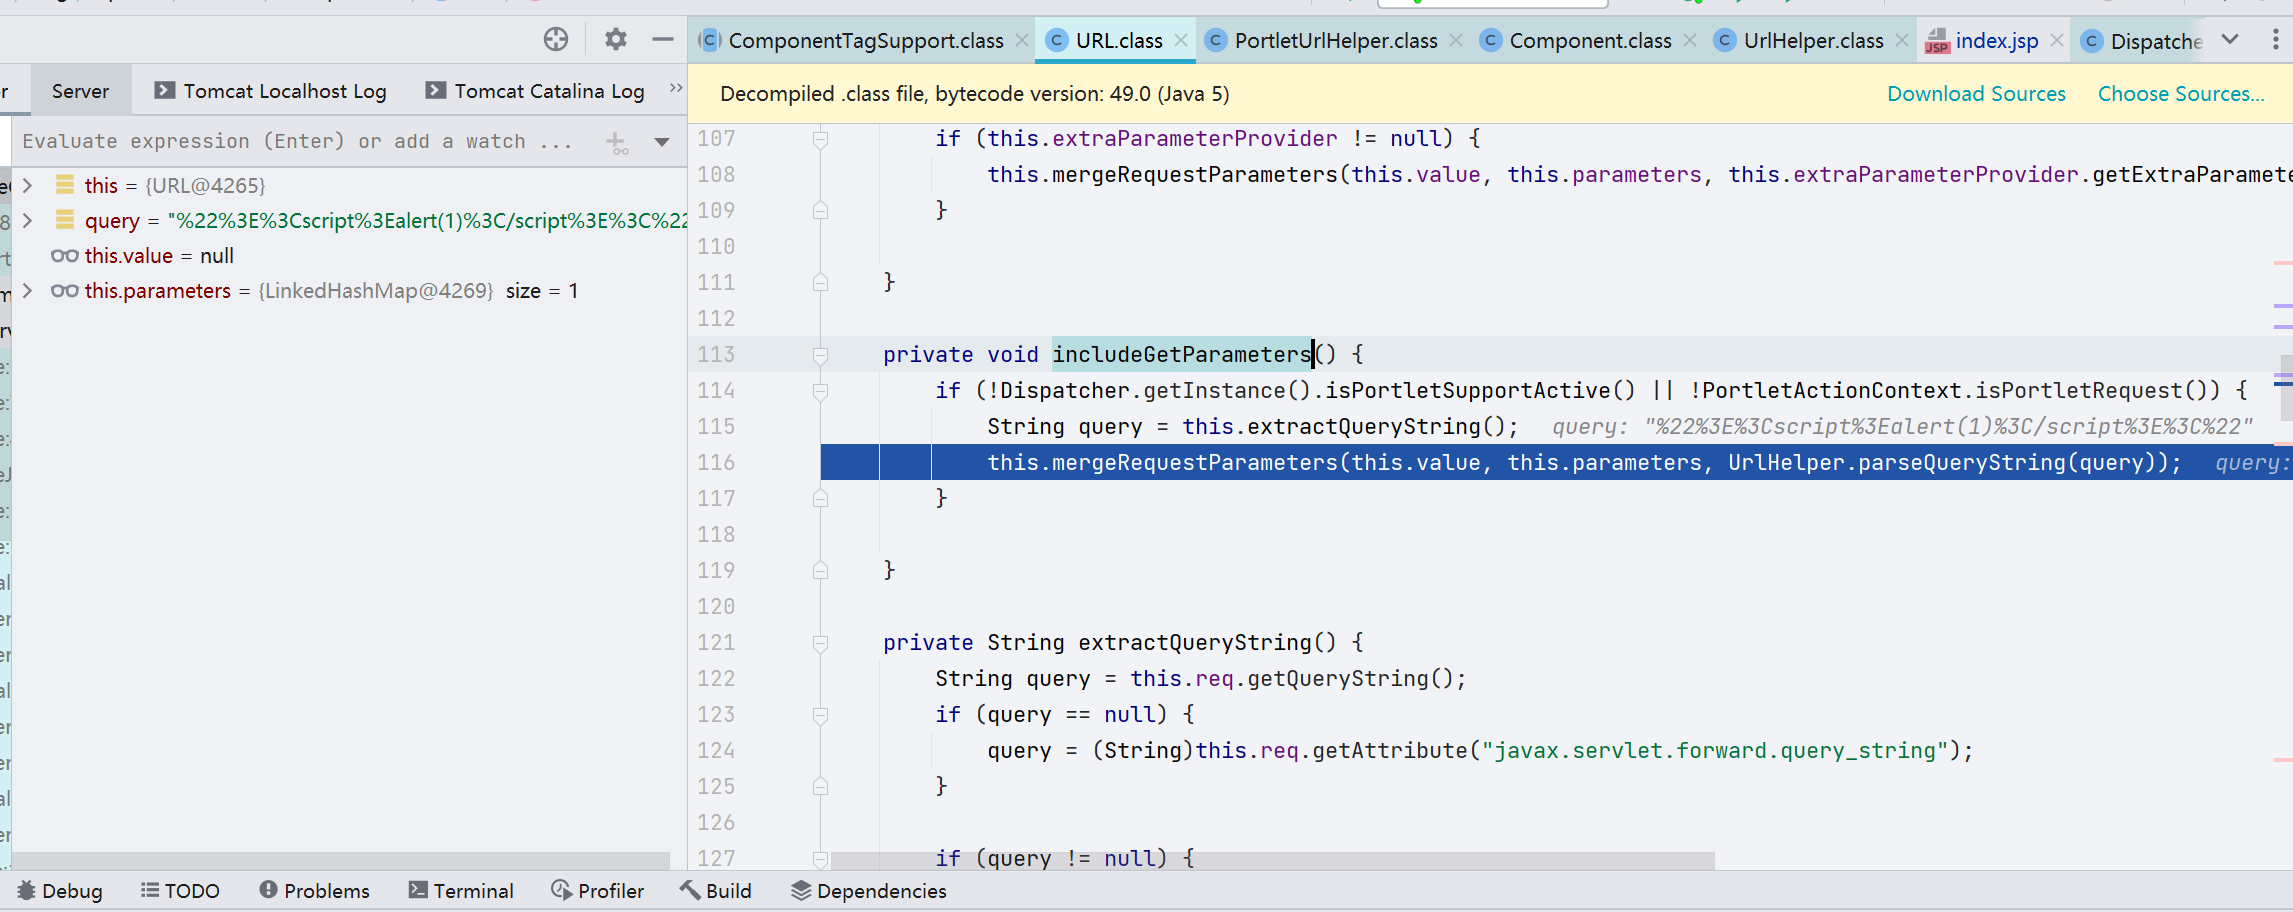 ComponentTagSupport.class
URL.class
PortletUrlHelper.class
Component.class
UrlHelper.class
index.jsp
Dispatche
Server
Tomcat Localhost Log
Tomcat Catalina Log
Decompiled .class file, bytecode version: 49.0 (Java 5)
Download Sources
Choose Sources...
Evaluate expression (Enter) or add a watch ...
this = {URL@4265}
query = "%22%3E%3Cscript%3Ealert(1)%3C/script%3E%3C%22
this.value = null
this.parameters = {LinkedHashMap@4269} size = 1
107 if (this.extraParameterProvider != null) {
108 this.mergeRequestParameters(this.value, this.parameters, this.extraParameterProvider.getExtraParamete
109 }
110
111 }
112
113 private void includeGetParameters() {
114 if (!Dispatcher.getInstance().isPortletSupportActive() || !PortletActionContext.isPortletRequest()) {
115 String query = this.extractQueryString(); query: "%22%3E%3Cscript%3Ealert(1)%3C/script%3E%3C%22"
116 this.mergeRequestParameters(this.value, this.parameters, UrlHelper.parseQueryString(query)); query:
117 }
118
119 }
120
121 private String extractQueryString() {
122 String query = this.req.getQueryString();
123 if (query == null) {
124 query = (String)this.req.getAttribute("javax.servlet.forward.query_string");
125 }
126
127 if (query != null) {
Debug
TODO
Problems
Terminal
Profiler
Build
Dependencies